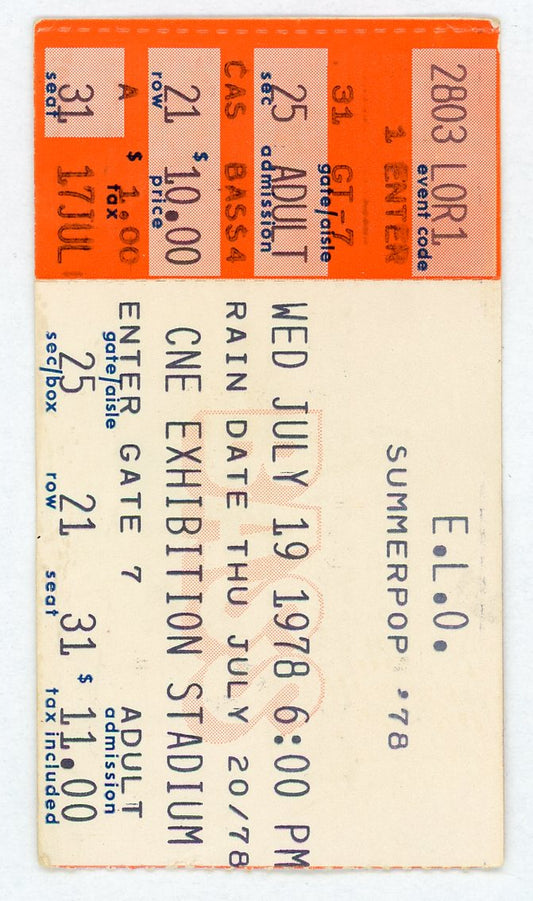 2803 LOR1
event code
1 ENTER
31 GI-7
gate/aisle
25 ADULT
sec admission
CAS BASS4
21 $ 10.00
row price
A $ 1.00
tax
31 17JUL
seat
E.L.O.
SUMMERPOP '78
BASS
WED JULY 19 1978 6:00 PM
RAIN DATE THU JULY 20/78
CNE EXHIBITION STADIUM
ENTER GATE 7 ADULT
gate/aisle admission
25 21 31 $ 11.00
sec/box row seat tax included